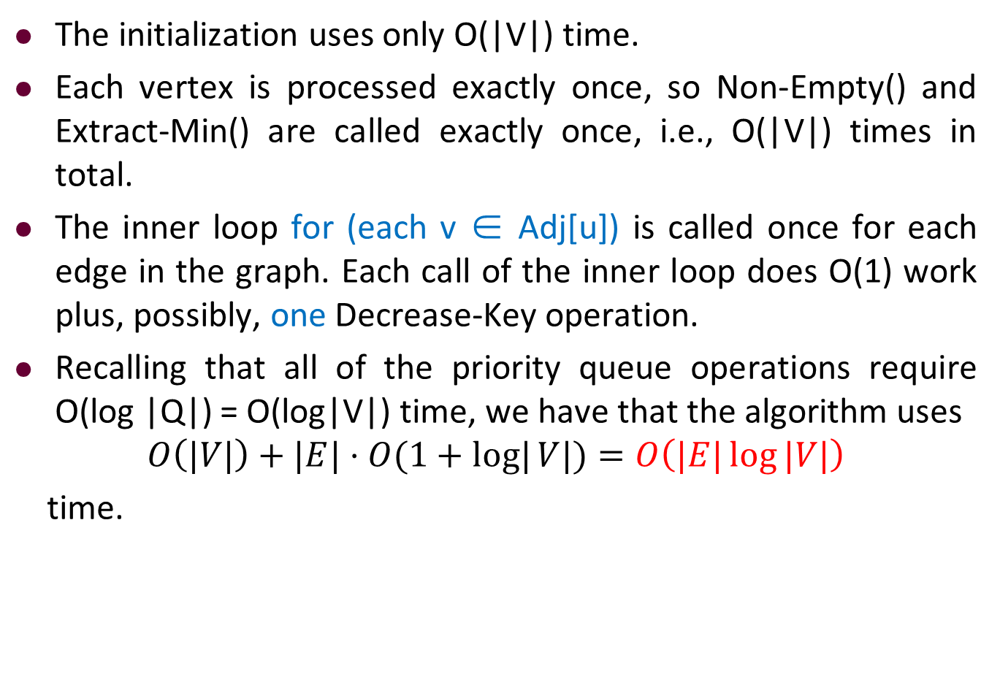 ● The initialization uses only O(|V|) time.
● Each vertex is processed exactly once, so Non-Empty() and
Extract-Min() are called exactly once, i.e., O(|V|) times in
total.
● The inner loop for (each v ∈ Adj[u]) is called once for each
edge in the graph. Each call of the inner loop does O(1) work
plus, possibly, one Decrease-Key operation.
● Recalling that all of the priority queue operations require
O(log |Q|) = O(log|V|) time, we have that the algorithm uses
O(|V|) + |E| · O(1 + log|V|) = O(|E| log |V|)
time.